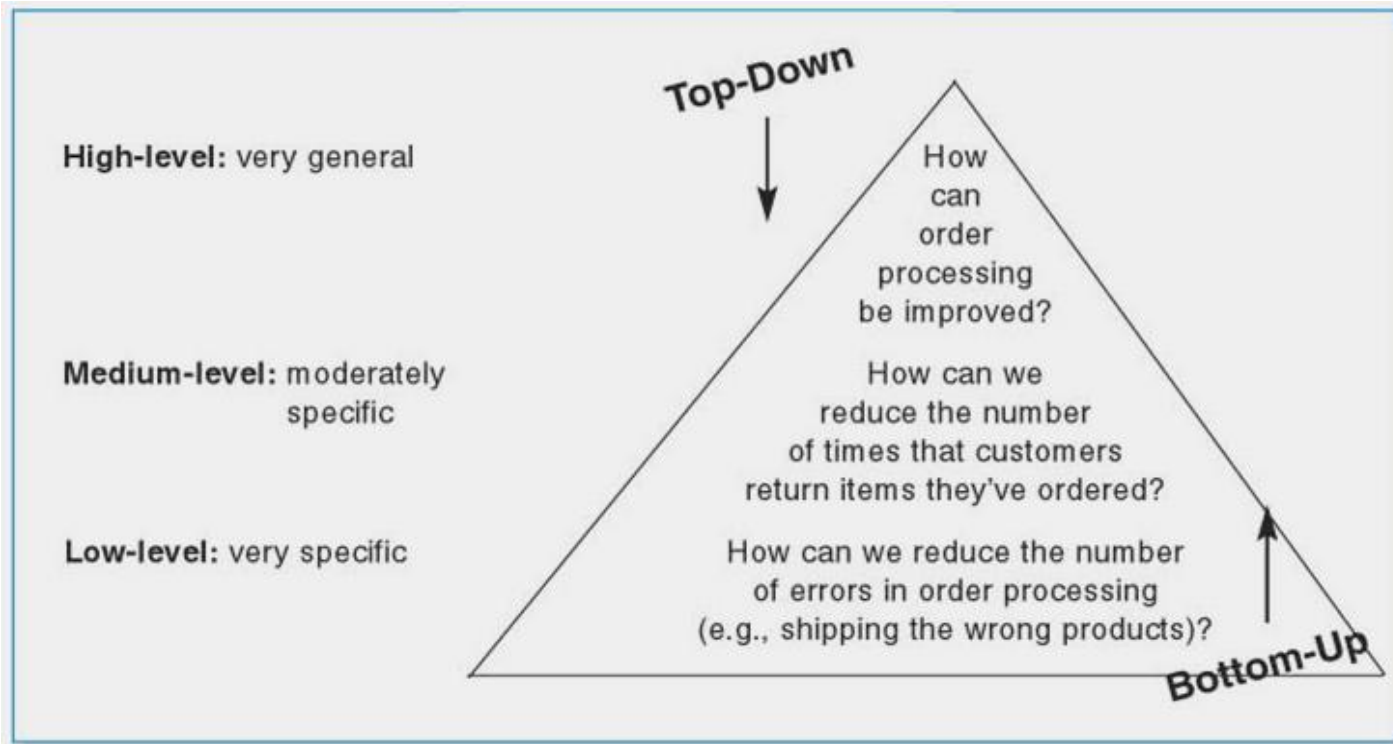 Top-Down
High-level: very general
How
can
order
processing
be improved?
Medium-level: moderately
specific
How can we
reduce the number
of times that customers
return items they've ordered?
Low-level: very specific
How can we reduce the number
of errors in order processing
(e.g., shipping the wrong products)?
Bottom-Up